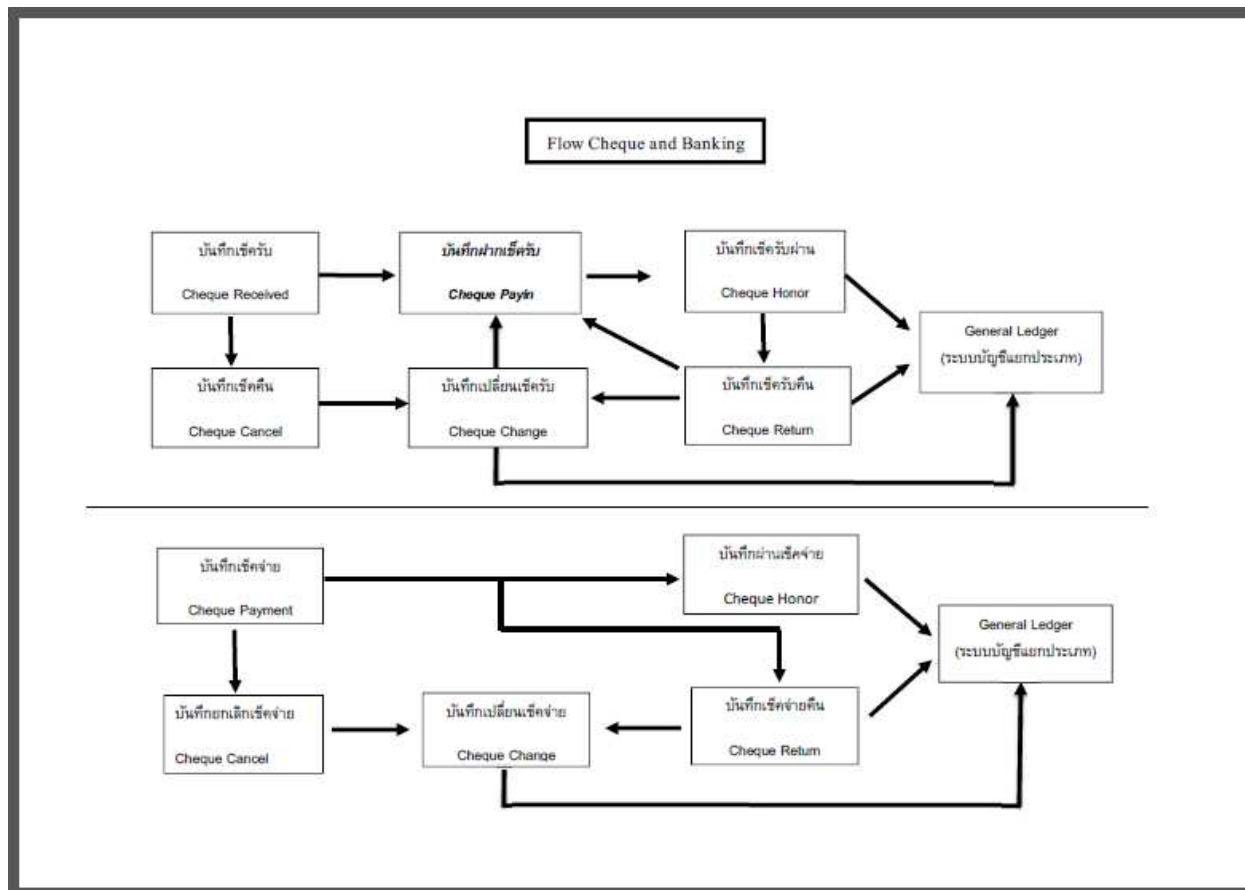 Flow Cheque and Banking
บันทึกเช็ครับ
Cheque Received
บันทึกฝากเช็ครับ
Cheque Payin
บันทึกเช็ครับผ่าน
Cheque Honor
General Ledger
(ระบบบัญชีแยกประเภท)
บันทึกเช็คคืน
Cheque Cancel
บันทึกเปลี่ยนเช็ครับ
Cheque Change
บันทึกเช็ครับคืน
Cheque Return
บันทึกเช็คจ่าย
Cheque Payment
บันทึกผ่านเช็คจ่าย
Cheque Honor
General Ledger
(ระบบบัญชีแยกประเภท)
บันทึกยกเลิกเช็คจ่าย
Cheque Cancel
บันทึกเปลี่ยนเช็คจ่าย
Cheque Change
บันทึกเช็คจ่ายคืน
Cheque Return